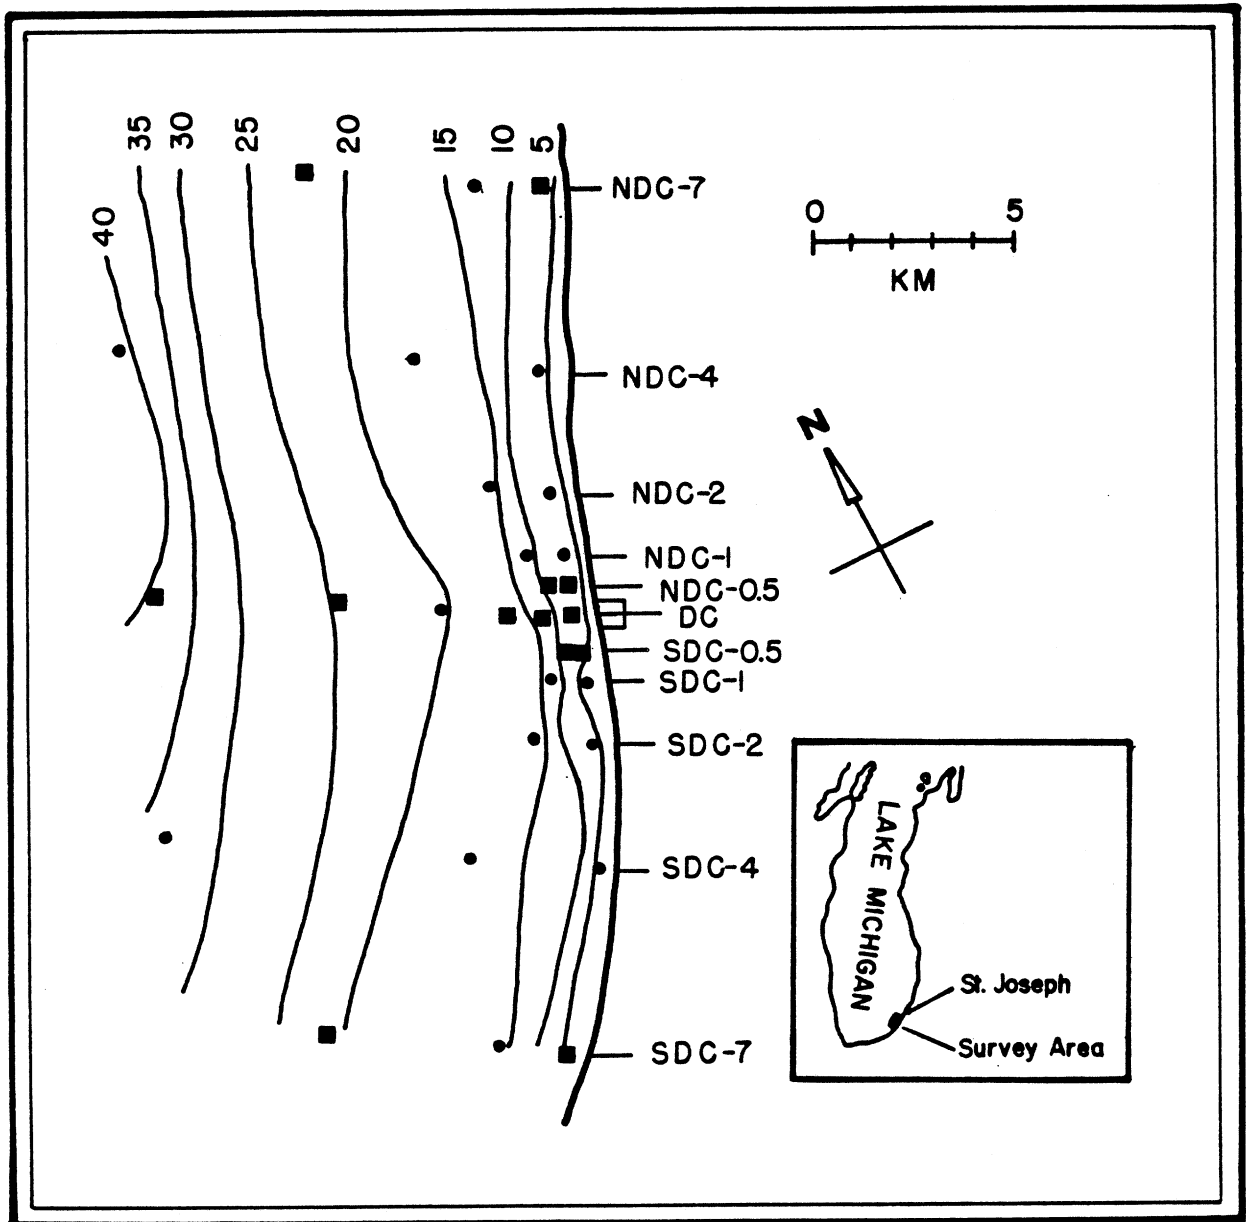 35
30
25
20
15
10
5
40
NDC-7
0 5
KM
NDC-4
N
NDC-2
NDC-1
NDC-0.5
DC
SDC-0.5
SDC-1
SDC-2
SDC-4
SDC-7
LAKE MICHIGAN
St. Joseph
Survey Area